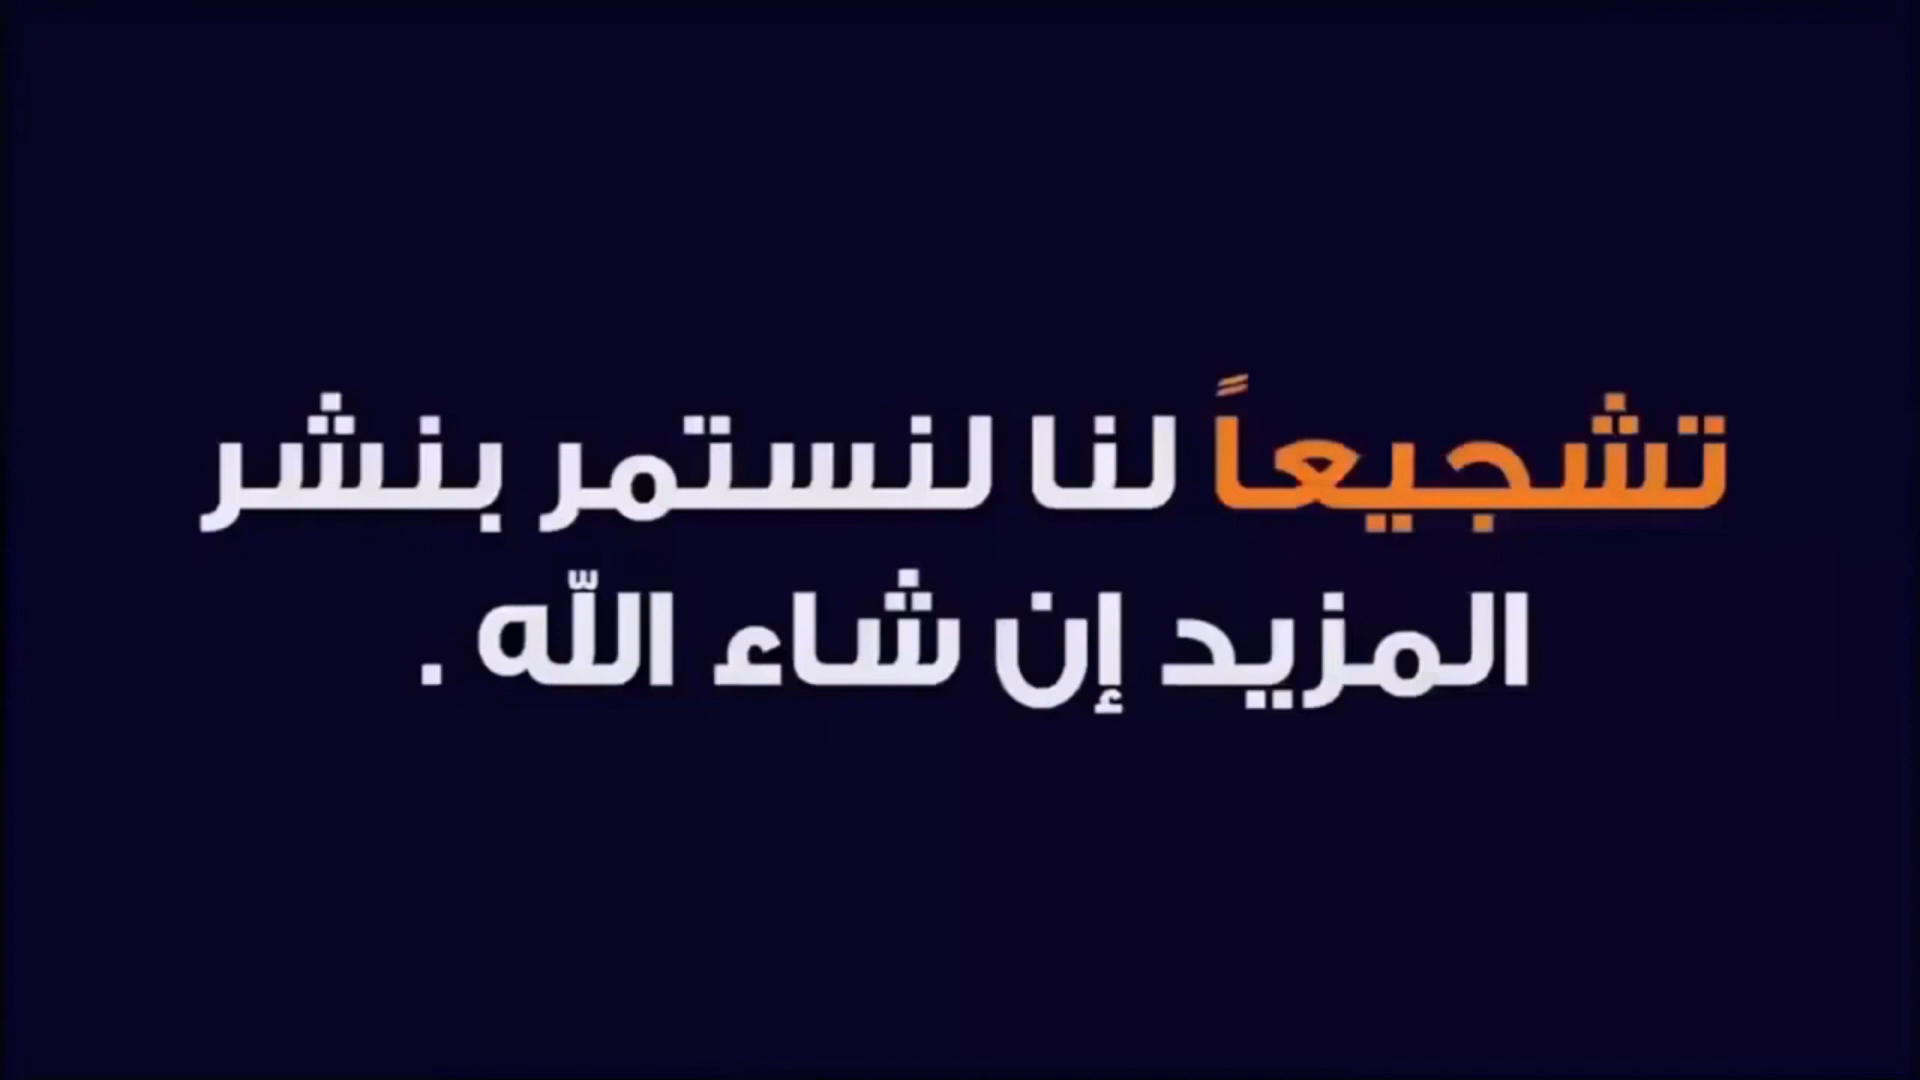 تشجيعاً لنا لنستمر بنشر
المزيد إن شاء اللّه .